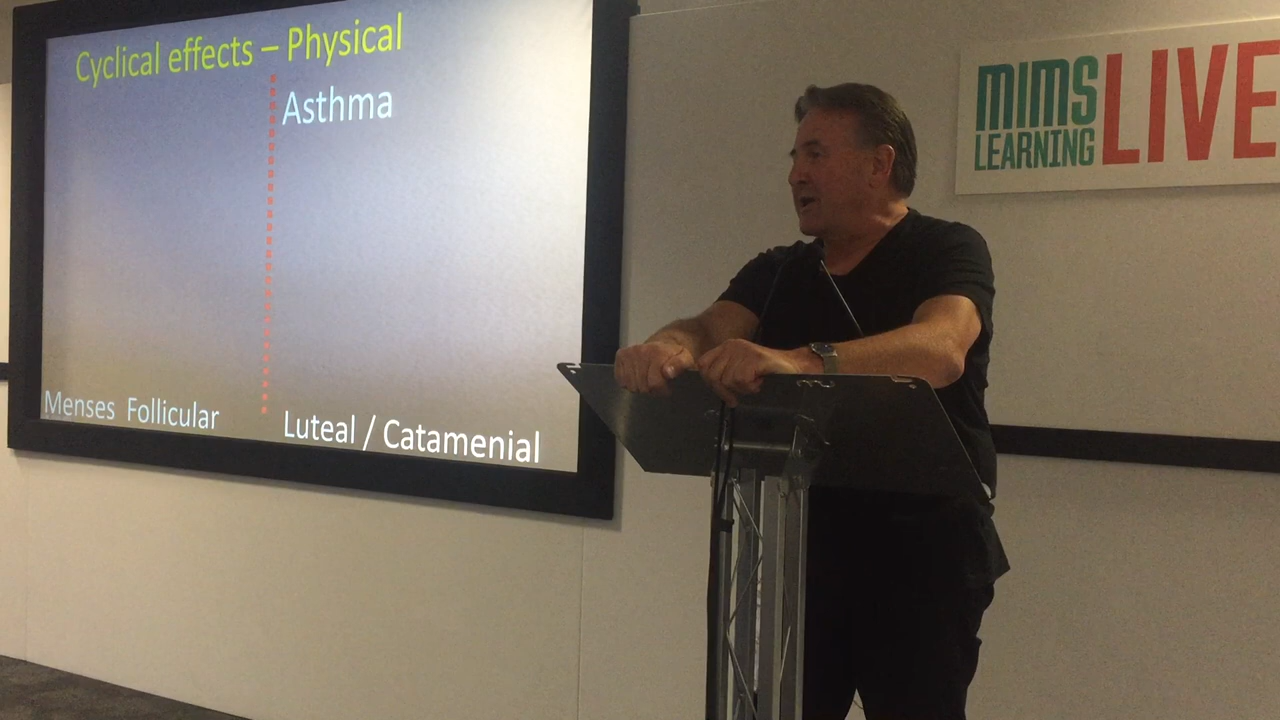 Cyclical effects – Physical
Asthma
Menses Follicular
Luteal / Catamenial
MIMS
LEARNING
LIVE